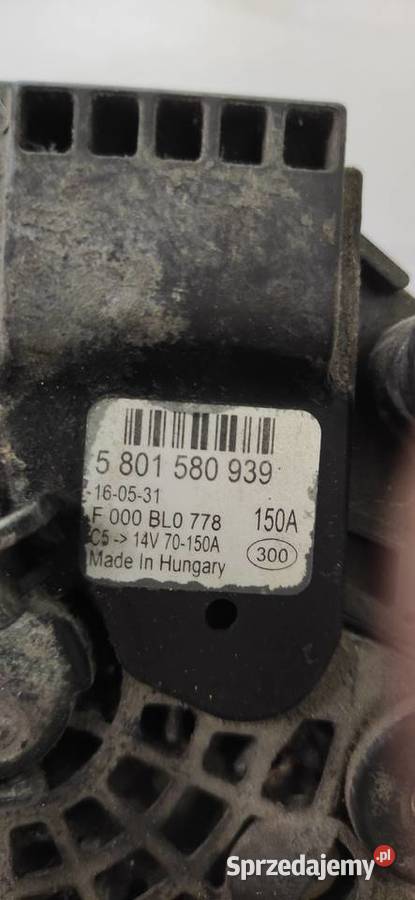 5 801 580 939
16-05-31
F 000 BL0 778 150A
C5 -> 14V 70-150A
300
Made In Hungary
Sprzedajemy.pl